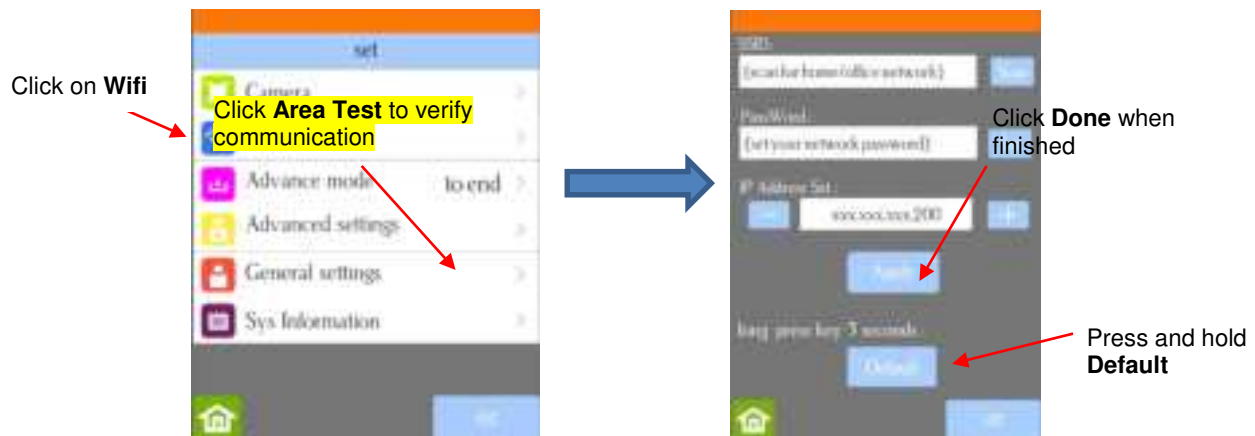 Click on Wifi
set
Camera
Click Area Test to verify
communication
Advance mode to end
Advanced settings
General settings
Sys Information
SSID:
(scan for home/office network)
Scan
PassWord:
(set your network password)
Click Done when
finished
IP Address Set:
xxx.xxx.xxx.200
+
Apply
long press key 3 seconds
Default
Press and hold
Default